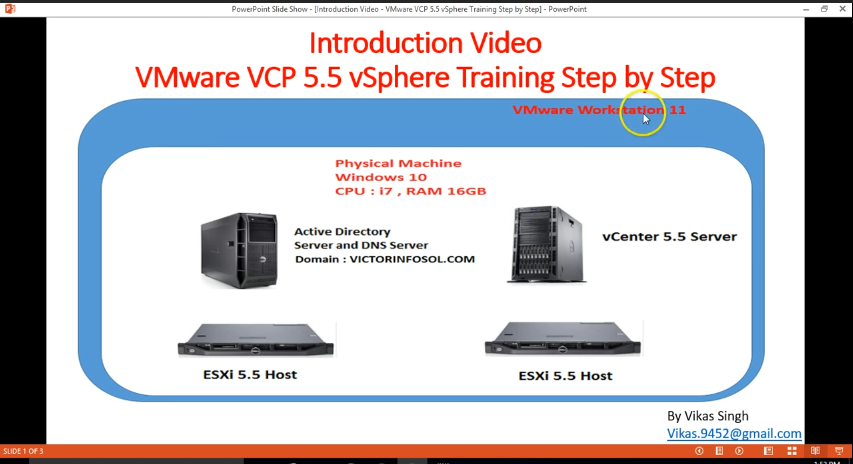 PowerPoint Slide Show - [Introduction Video - VMware VCP 5.5 vSphere Training Step by Step] - PowerPoint
Introduction Video
VMware VCP 5.5 vSphere Training Step by Step
VMware Workstation 11
Physical Machine
Windows 10
CPU : i7 , RAM 16GB
Active Directory
Server and DNS Server
Domain : VICTORINFOSOL.COM
vCenter 5.5 Server
ESXi 5.5 Host
ESXi 5.5 Host
By Vikas Singh
Vikas.9452@gmail.com
SLIDE 1 OF 3